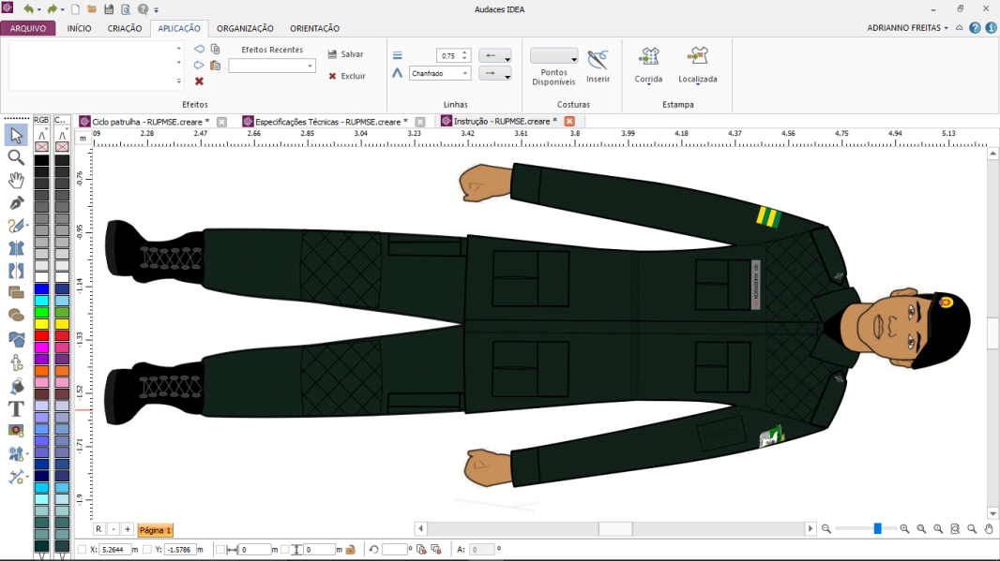 Audaces IDEA
ARQUIVO INÍCIO CRIAÇÃO APLICAÇÃO ORGANIZAÇÃO ORIENTAÇÃO ADRIANNO FREITAS
Efeitos Recentes
Salvar
Excluir
Efeitos
0,75
Chanfrado
Linhas
Pontos
Disponíveis
Inserir
Costuras
Corrida
Localizada
Estampa
RGB C...
Ciclo patrulha - RUPMSE.creare *
Especificações Técnicas - RUPMSE.creare *
Instrução - RUPMSE.creare *
m 09 2.28 2.47 2.66 2.85 3.04 3.23 3.42 3.61 3.8 3.99 4.18 4.37 4.56 4.75 4.94 5.13
-0.76
-0.95
-1.14
-1.33
-1.52
-1.71
-1.9
SD ANDERSON
R - + Página 1
X: 5,2644 m Y: -1,5786 m 0 m 0 m º A: 0 º